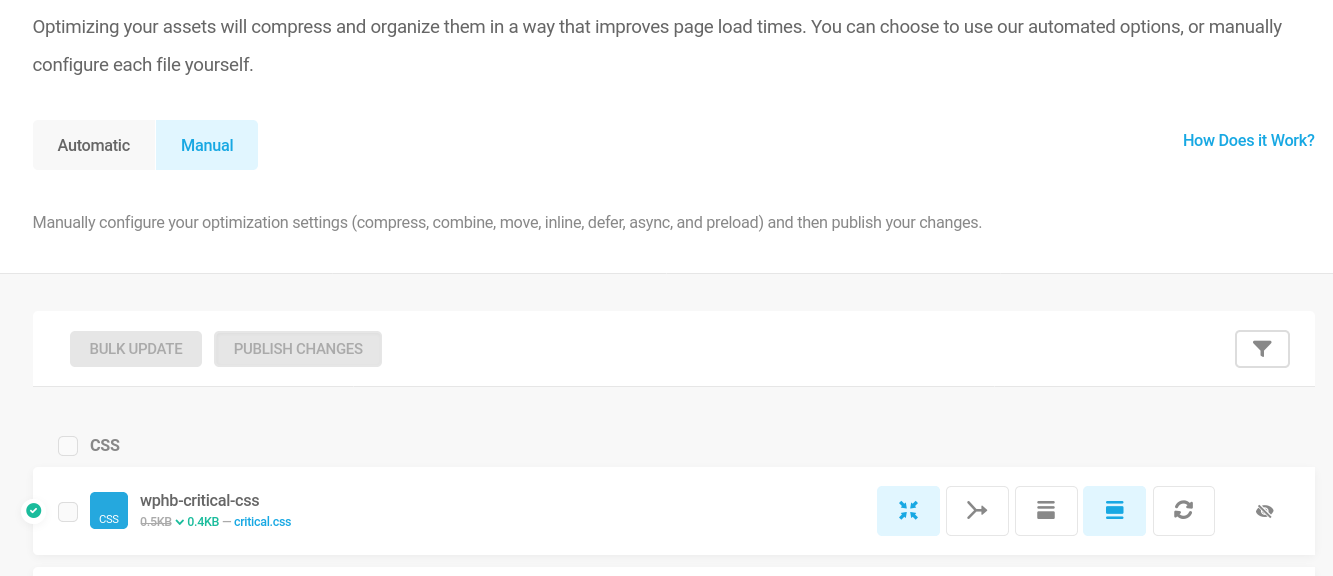 Optimizing your assets will compress and organize them in a way that improves page load times. You can choose to use our automated options, or manually
configure each file yourself.
Automatic
Manual
How Does it Work?
Manually configure your optimization settings (compress, combine, move, inline, defer, async, and preload) and then publish your changes.
BULK UPDATE
PUBLISH CHANGES
CSS
CSS
wphb-critical-css
0.5KB 0.4KB — critical.css